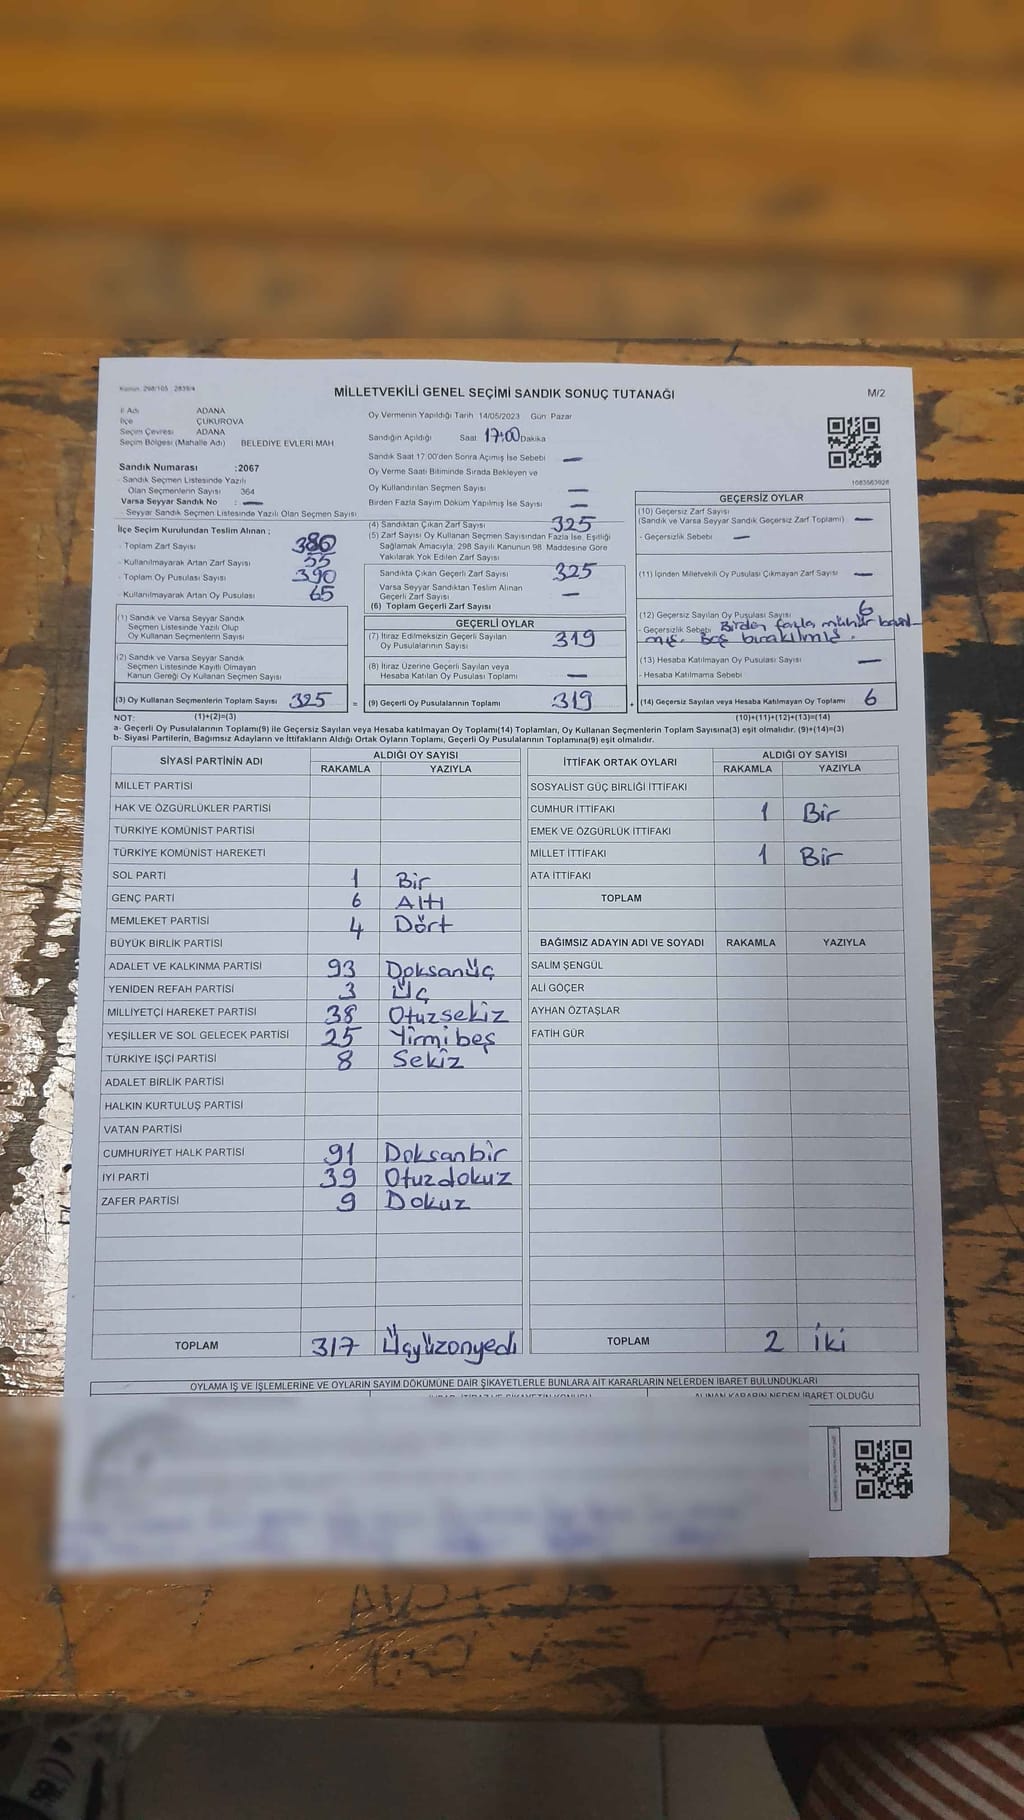 Kanun: 298/105 - 2839/4
MİLLETVEKİLİ GENEL SEÇİMİ SANDIK SONUÇ TUTANAĞI
M/2
İl Adı ADANA
İlçe ÇUKUROVA
Seçim Çevresi ADANA
Seçim Bölgesi (Mahalle Adı) BELEDİYE EVLERİ MAH
Sandık Numarası :2067
- Sandık Seçmen Listesinde Yazılı
Olan Seçmenlerin Sayısı 364
Varsa Seyyar Sandık No : —
- Seyyar Sandık Seçmen Listesinde Yazılı Olan Seçmen Sayısı
Oy Vermenin Yapıldığı Tarih 14/05/2023 Gün Pazar
Sandığın Açıldığı Saat 17:00 Dakika
Sandık Saat 17.00'den Sonra Açılmış İse Sebebi —
Oy Verme Saati Bitiminde Sırada Bekleyen ve
Oy Kullandırılan Seçmen Sayısı —
Birden Fazla Sayım Döküm Yapılmış İse Sayısı —
1083563928
İlçe Seçim Kurulundan Teslim Alınan ;
- Toplam Zarf Sayısı 380
- Kullanılmayarak Artan Zarf Sayısı 55
- Toplam Oy Pusulası Sayısı 390
- Kullanılmayarak Artan Oy Pusulası 65
(1) Sandık ve Varsa Seyyar Sandık
Seçmen Listesinde Yazılı Olup
Oy Kullanan Seçmenlerin Sayısı
(2) Sandık ve Varsa Seyyar Sandık
Seçmen Listesinde Kayıtlı Olmayan
Kanun Gereği Oy Kullanan Seçmen Sayısı
(3) Oy Kullanan Seçmenlerin Toplam Sayısı 325 =
(4) Sandıktan Çıkan Zarf Sayısı 325
(5) Zarf Sayısı Oy Kullanan Seçmen Sayısından Fazla İse, Eşitliği
Sağlamak Amacıyla, 298 Sayılı Kanunun 98. Maddesine Göre
Yakılarak Yok Edilen Zarf Sayısı
Sandıkta Çıkan Geçerli Zarf Sayısı 325
Varsa Seyyar Sandıktan Teslim Alınan
Geçerli Zarf Sayısı —
(6) Toplam Geçerli Zarf Sayısı
GEÇERLİ OYLAR
(7) İtiraz Edilmeksizin Geçerli Sayılan
Oy Pusulalarının Sayısı 319
(8) İtiraz Üzerine Geçerli Sayılan veya
Hesaba Katılan Oy Pusulası Toplamı —
(9) Geçerli Oy Pusulalarının Toplamı 319 +
GEÇERSİZ OYLAR
(10) Geçersiz Zarf Sayısı
(Sandık ve Varsa Seyyar Sandık Geçersiz Zarf Toplamı) —
- Geçersizlik Sebebi —
(11) İçinden Milletvekili Oy Pusulası Çıkmayan Zarf Sayısı —
(12) Geçersiz Sayılan Oy Pusulası Sayısı 6
- Geçersizlik Sebebi Birden fazla mühür basıl-
mış. Boş bırakılmış.
(13) Hesaba Katılmayan Oy Pusulası Sayısı —
- Hesaba Katılmama Sebebi
(14) Geçersiz Sayılan veya Hesaba Katılmayan Oy Toplamı 6
NOT: (1)+(2)=(3) (10)+(11)+(12)+(13)=(14)
a- Geçerli Oy Pusulalarının Toplamı(9) ile Geçersiz Sayılan veya Hesaba katılmayan Oy Toplamı(14) Toplamları, Oy Kullanan Seçmenlerin Toplam Sayısına(3) eşit olmalıdır. (9)+(14)=(3)
b- Siyasi Partilerin, Bağımsız Adayların ve İttifakların Aldığı Ortak Oyların Toplamı, Geçerli Oy Pusulalarının Toplamına(9) eşit olmalıdır.
SİYASİ PARTİNİN ADI ALDIĞI OY SAYISI
RAKAMLA YAZIYLA
MİLLET PARTİSİ
HAK VE ÖZGÜRLÜKLER PARTİSİ
TÜRKİYE KOMÜNİST PARTİSİ
TÜRKİYE KOMÜNİST HAREKETİ
SOL PARTİ 1 Bir
GENÇ PARTİ 6 Altı
MEMLEKET PARTİSİ 4 Dört
BÜYÜK BİRLİK PARTİSİ
ADALET VE KALKINMA PARTİSİ 93 Doksanüç
YENİDEN REFAH PARTİSİ 3 Üç
MİLLİYETÇİ HAREKET PARTİSİ 38 Otuzsekiz
YEŞİLLER VE SOL GELECEK PARTİSİ 25 Yirmibeş
TÜRKİYE İŞÇİ PARTİSİ 8 Sekiz
ADALET BİRLİK PARTİSİ
HALKIN KURTULUŞ PARTİSİ
VATAN PARTİSİ
CUMHURİYET HALK PARTİSİ 91 Doksanbir
İYİ PARTİ 39 Otuzdokuz
ZAFER PARTİSİ 9 Dokuz
TOPLAM 317 Üçyüzonyedi
İTTİFAK ORTAK OYLARI ALDIĞI OY SAYISI
RAKAMLA YAZIYLA
SOSYALİST GÜÇ BİRLİĞİ İTTİFAKI
CUMHUR İTTİFAKI 1 Bir
EMEK VE ÖZGÜRLÜK İTTİFAKI
MİLLET İTTİFAKI 1 Bir
ATA İTTİFAKI
TOPLAM
BAĞIMSIZ ADAYIN ADI VE SOYADI RAKAMLA YAZIYLA
SALİM ŞENGÜL
ALİ GÖÇER
AYHAN ÖZTAŞLAR
FATİH GÜR
TOPLAM 2 İki
OYLAMA İŞ VE İŞLEMLERİNE VE OYLARIN SAYIM DÖKÜMÜNE DAİR ŞİKAYETLERLE BUNLARA AİT KARARLARIN NELERDEN İBARET BULUNDUKLARI
ALINAN KARARIN NEDEN İBARET OLDUĞU